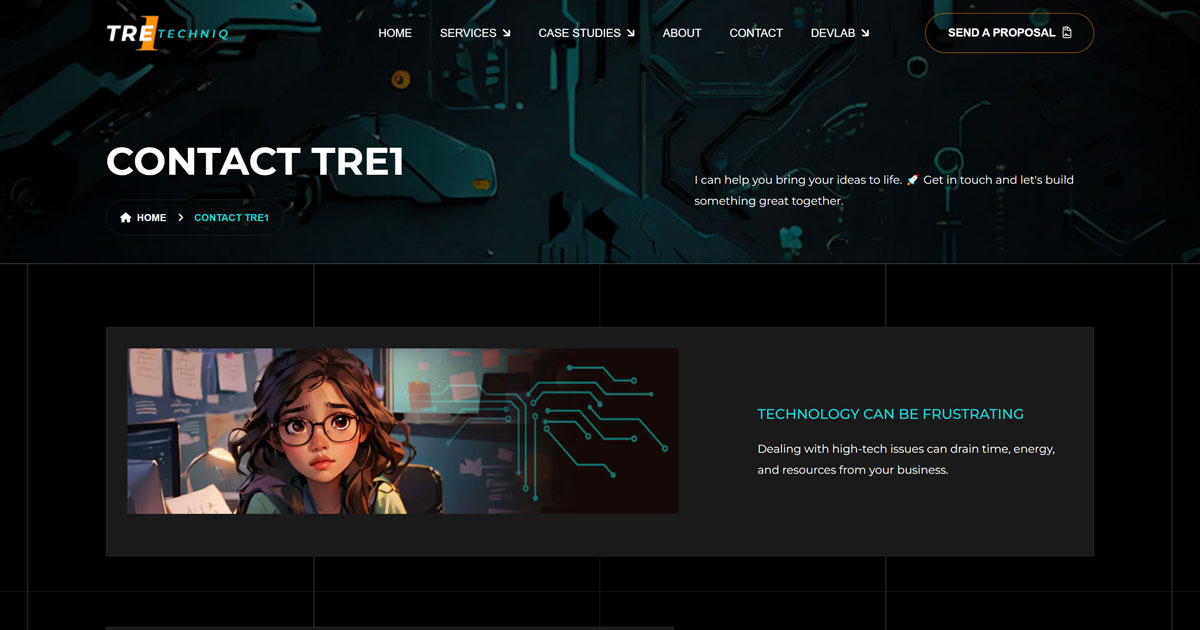 TRE1TECHNIQ
HOME SERVICES CASE STUDIES ABOUT CONTACT DEVLAB SEND A PROPOSAL
CONTACT TRE1
I can help you bring your ideas to life. 🚀 Get in touch and let's build
something great together.
HOME CONTACT TRE1
TECHNOLOGY CAN BE FRUSTRATING
Dealing with high-tech issues can drain time, energy,
and resources from your business.